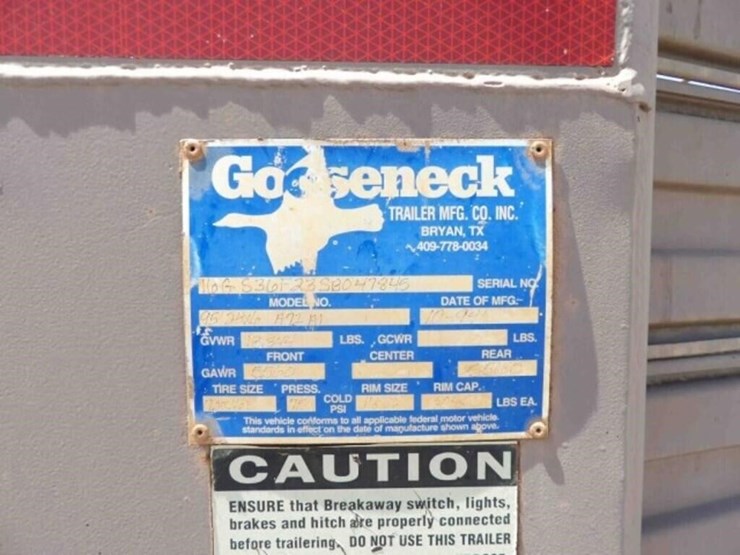 Gooseneck
TRAILER MFG. CO. INC.
BRYAN, TX
409-778-0034
SERIAL NO.
MODEL NO. DATE OF MFG.
GVWR LBS. GCWR LBS.
FRONT CENTER REAR
GAWR
TIRE SIZE PRESS. RIM SIZE RIM CAP.
COLD PSI LBS EA.
This vehicle conforms to all applicable federal motor vehicle
standards in effect on the date of manufacture shown above.
CAUTION
ENSURE that Breakaway switch, lights,
brakes and hitch are properly connected
before trailering. DO NOT USE THIS TRAILER